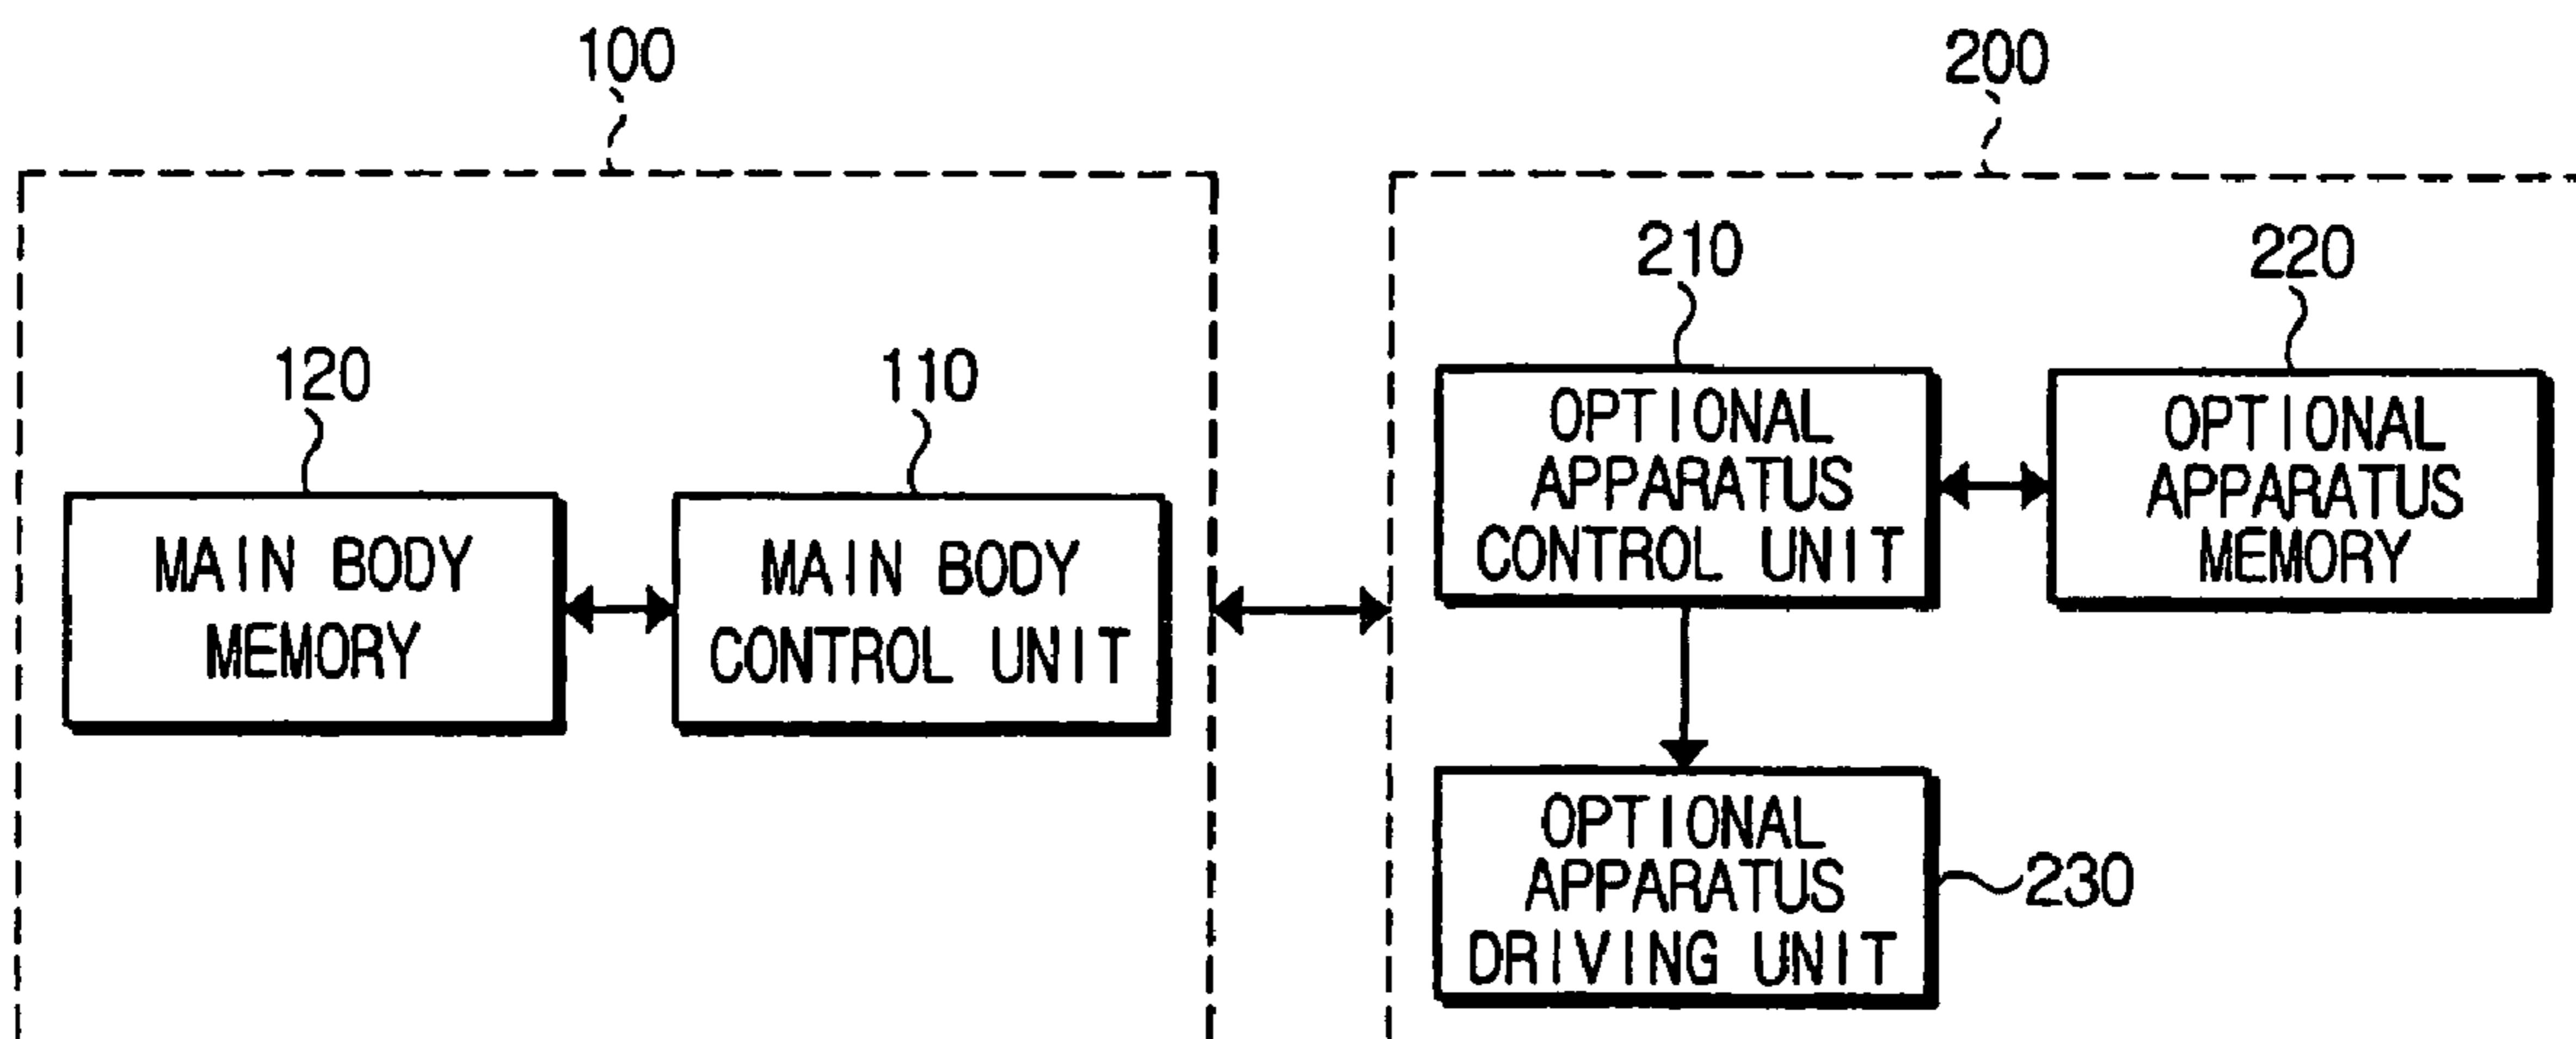 100
200
120
110
210
220
MAIN BODY
MEMORY
MAIN BODY
CONTROL UNIT
OPTIONAL
APPARATUS
CONTROL UNIT
OPTIONAL
APPARATUS
MEMORY
OPTIONAL
APPARATUS
DRIVING UNIT
230